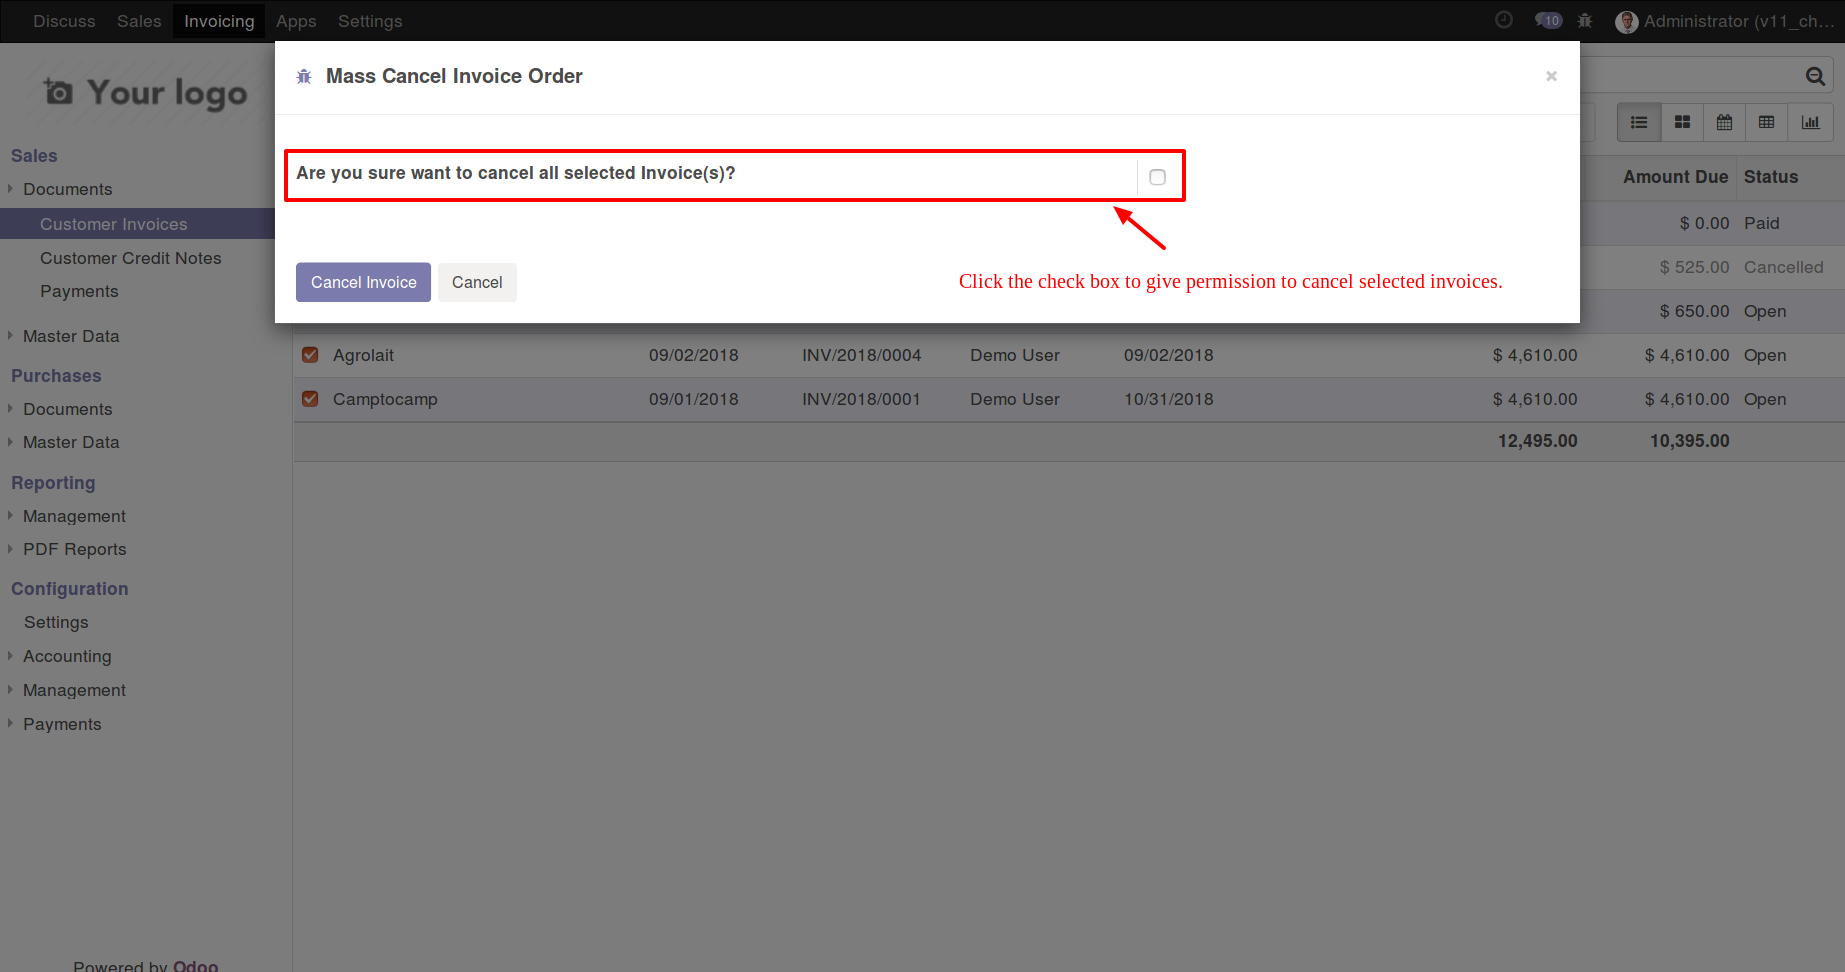 Discuss Sales Invoicing Apps Settings 10 Administrator (v11_ch...
Your logo
Mass Cancel Invoice Order ×
Are you sure want to cancel all selected Invoice(s)?
Cancel Invoice Cancel
Click the check box to give permission to cancel selected invoices.
Sales
Documents
Customer Invoices
Customer Credit Notes
Payments
Master Data
Purchases
Documents
Master Data
Reporting
Management
PDF Reports
Configuration
Settings
Accounting
Management
Payments
Powered by Odoo
Amount Due Status
$ 0.00 Paid
$ 525.00 Cancelled
$ 650.00 Open
Agrolait 09/02/2018 INV/2018/0004 Demo User 09/02/2018 $ 4,610.00 $ 4,610.00 Open
Camptocamp 09/01/2018 INV/2018/0001 Demo User 10/31/2018 $ 4,610.00 $ 4,610.00 Open
12,495.00 10,395.00